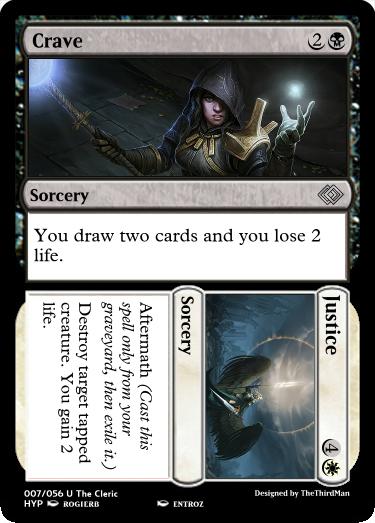 Crave
2
Sorcery
You draw two cards and you lose 2
life.
Justice
4
Sorcery
Aftermath (Cast this
spell only from your
graveyard, then exile it.)
Destroy target tapped
creature. You gain 2
life.
007/056 U The Cleric
HYP ROGIERB ENTROZ
Designed by TheThirdMan